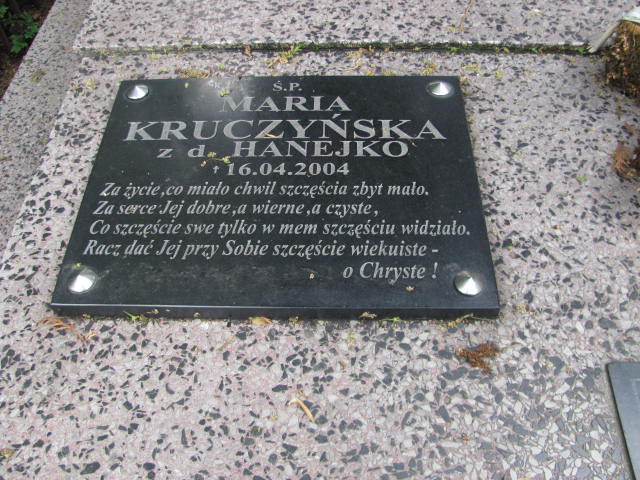 Ś.P.
MARIA
KRUCZYŃSKA
z d. HANEJKO
† 16.04.2004
Za życie, co miało chwil szczęścia zbyt mało.
Za serce Jej dobre, a wierne, a czyste,
Co szczęście swe tylko w mem szczęściu widziało.
Racz dać Jej przy Sobie szczęście wiekuiste -
o Chryste !